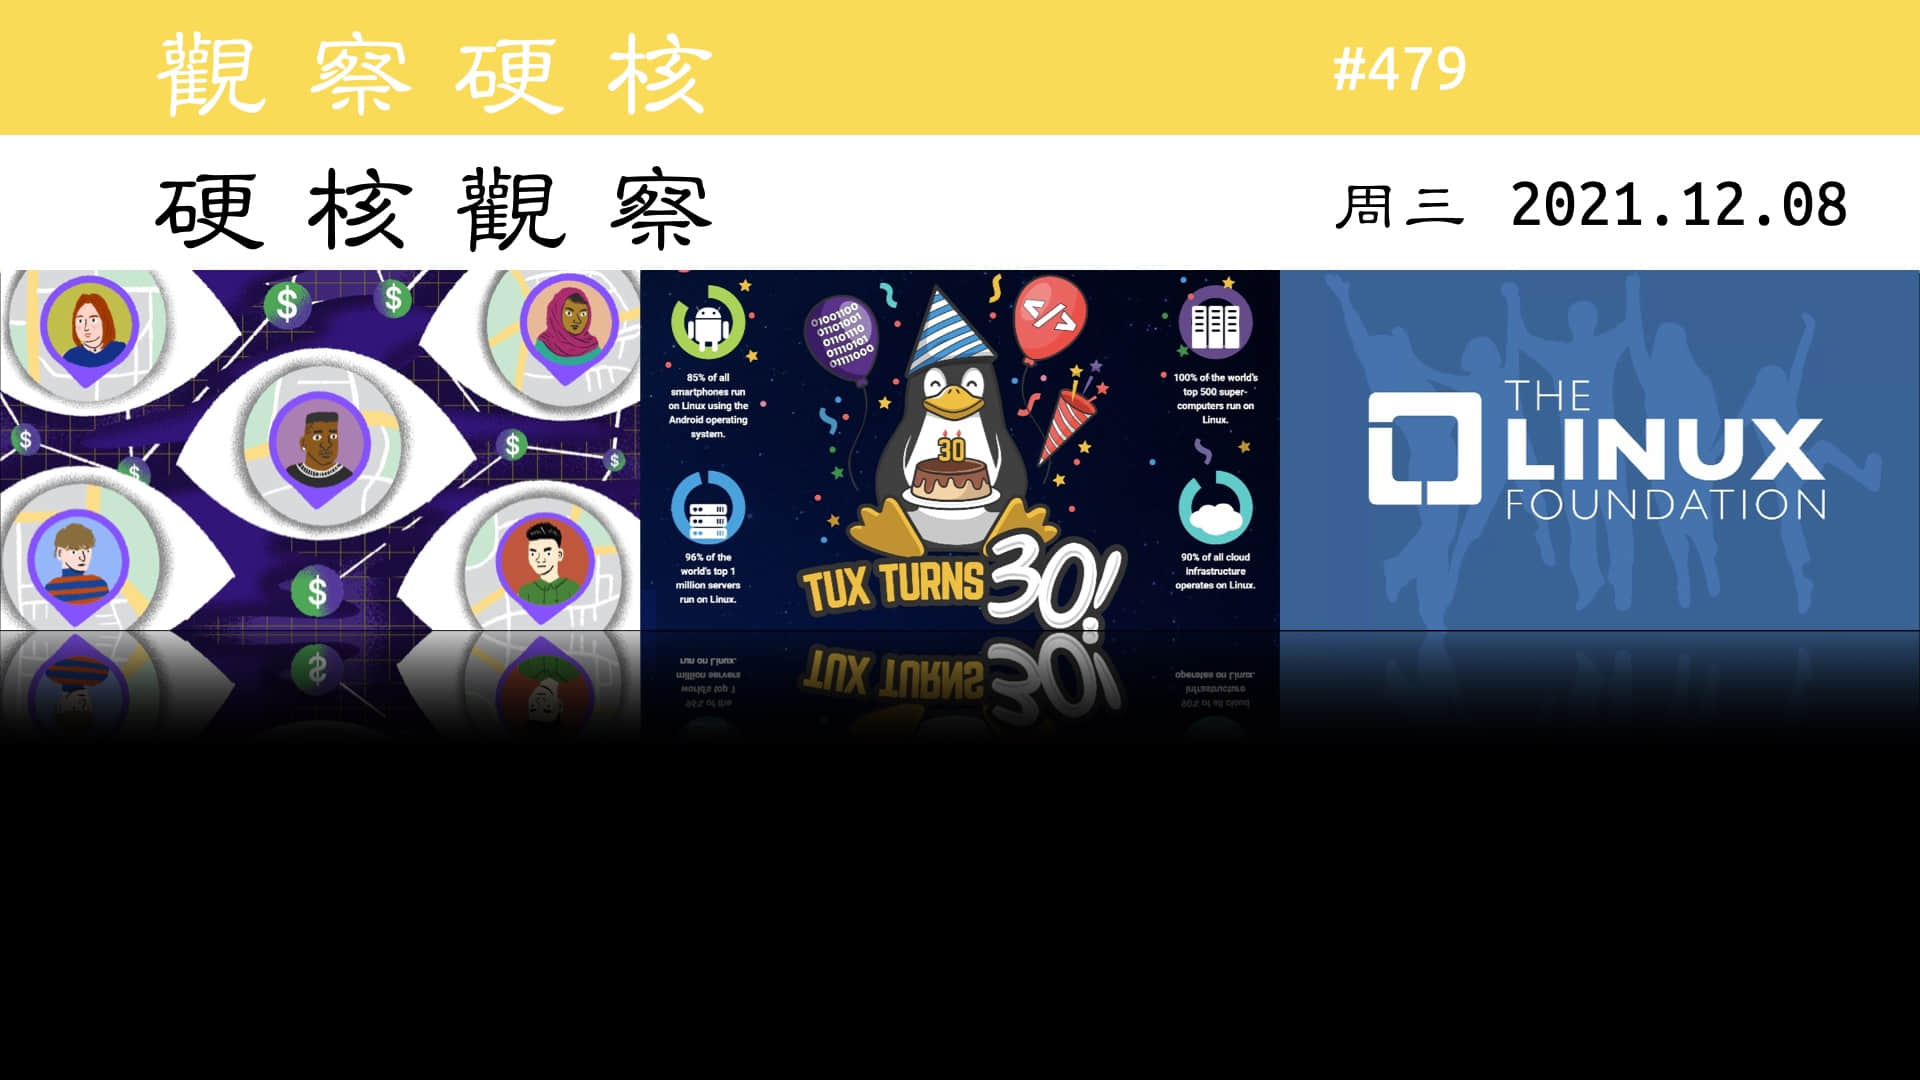 觀察硬核
#479
硬核觀察
周三 2021.12.08
$
$
$
$
$
$
85% of all
smartphones run
on Linux using the
Android operating
system.
96% of the
world's top 1
million servers
run on Linux.
01001100
01101001
01101110
01110101
01111000
</>
30
TUX TURNS 30!
100% of the world's
top 500 super-
computers run on
Linux.
90% of all cloud
infrastructure
operates on Linux.
THE
LINUX
FOUNDATION